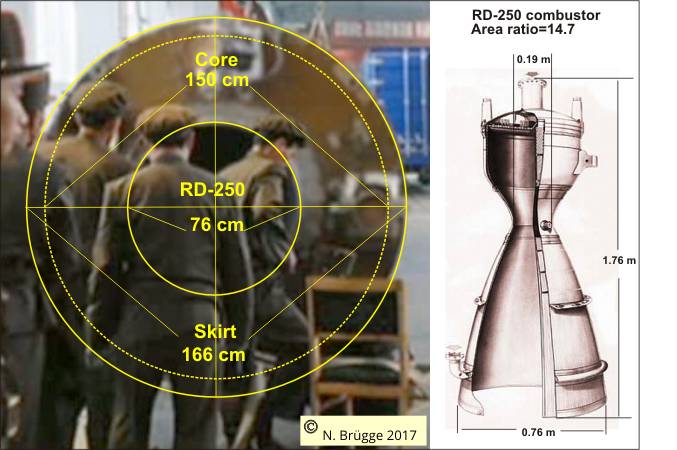 Core
150 cm
RD-250
76 cm
Skirt
166 cm
© N. Brügge 2017
RD-250 combustor
Area ratio=14.7
0.19 m
1.76 m
0.76 m